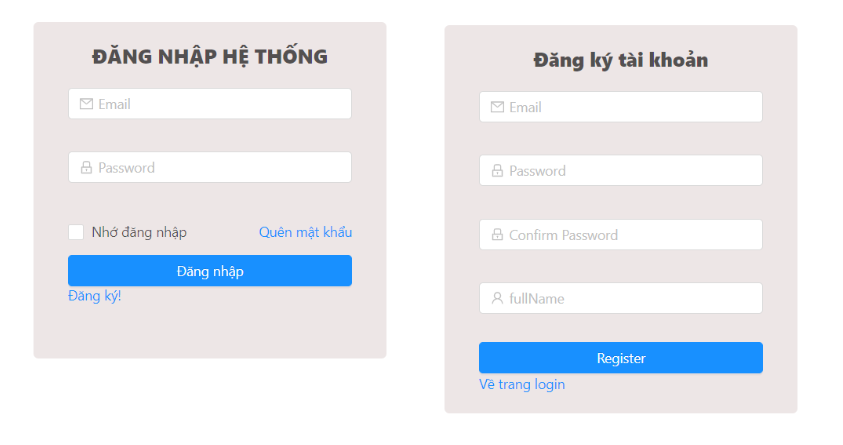 ĐĂNG NHẬP HỆ THỐNG
Email
Password
Nhớ đăng nhập
Quên mật khẩu
Đăng nhập
Đăng ký!
Đăng ký tài khoản
Email
Password
Confirm Password
fullName
Register
Về trang login